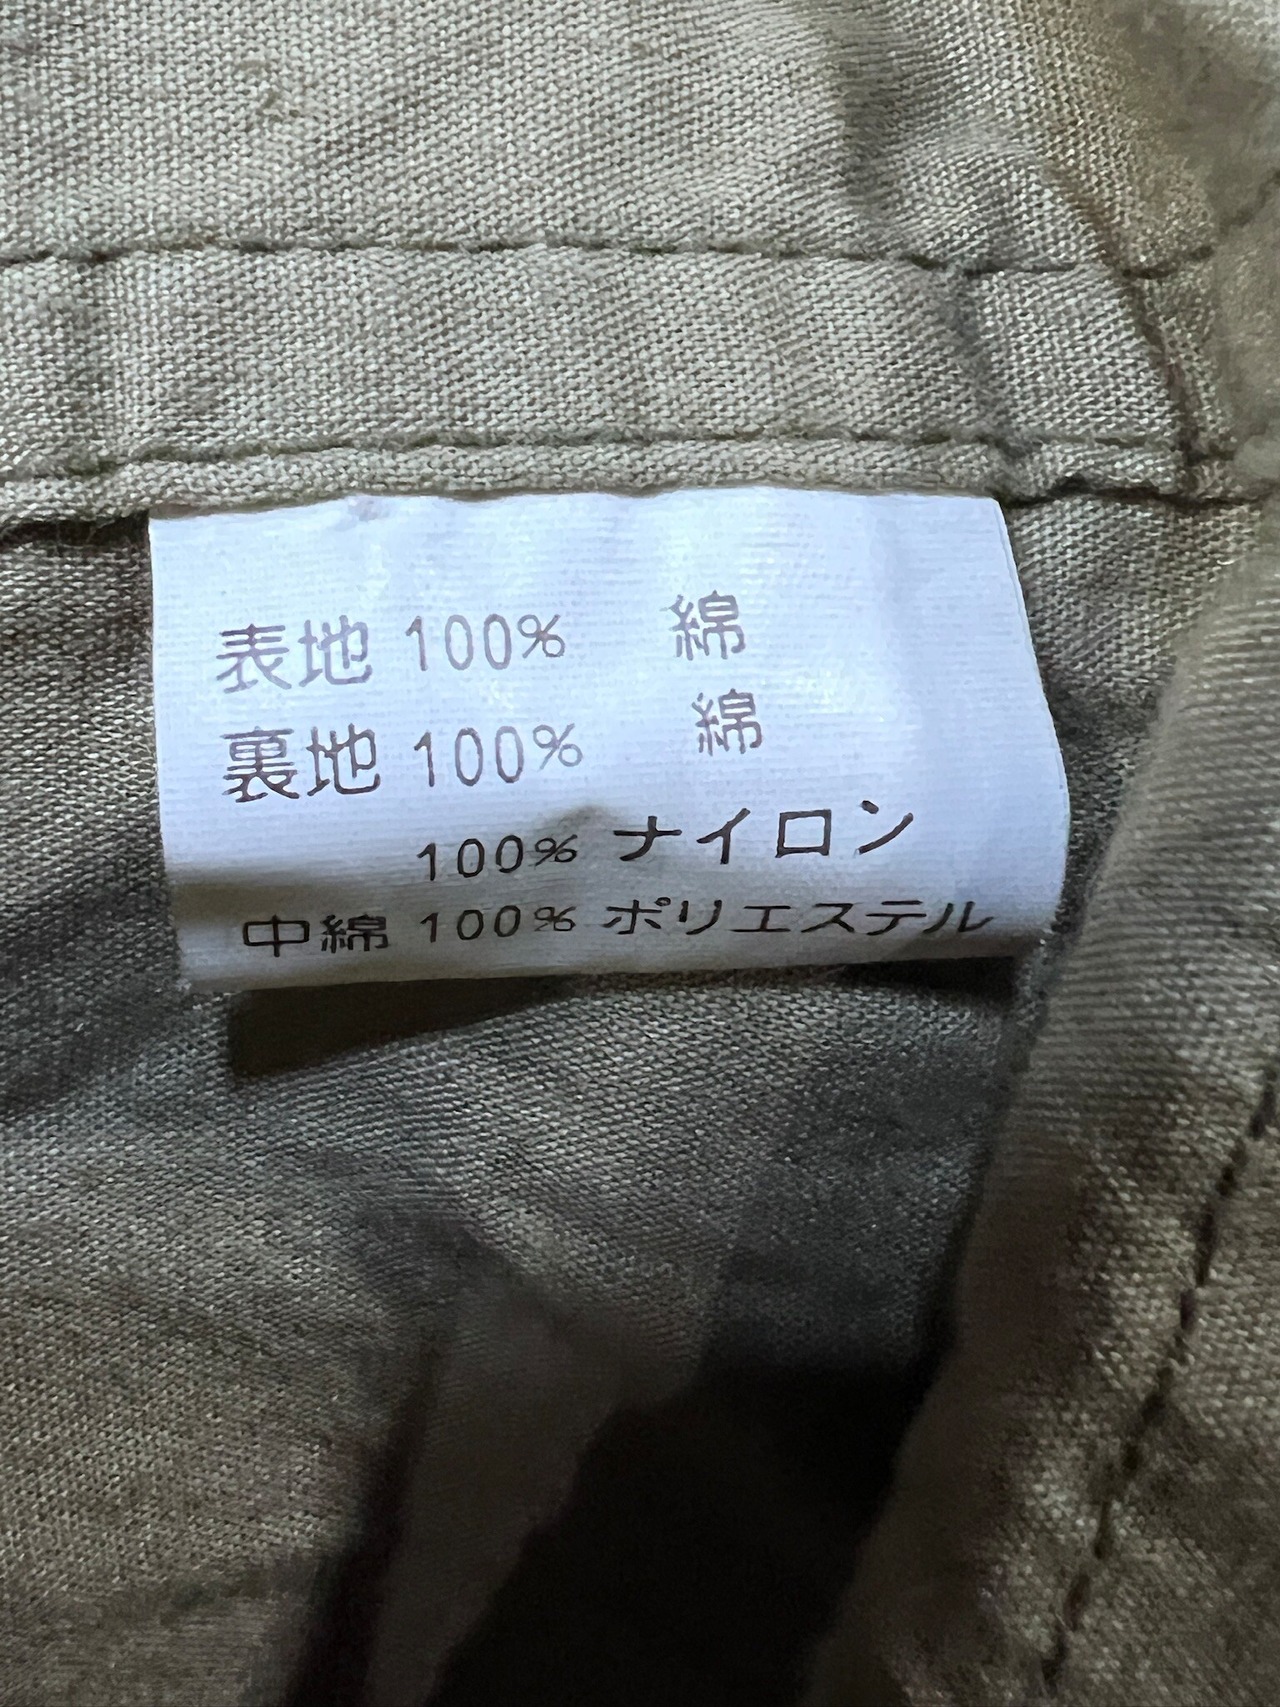 表地 100% 綿
裏地 100% 綿
100% ナイロン
中綿 100% ポリエステル